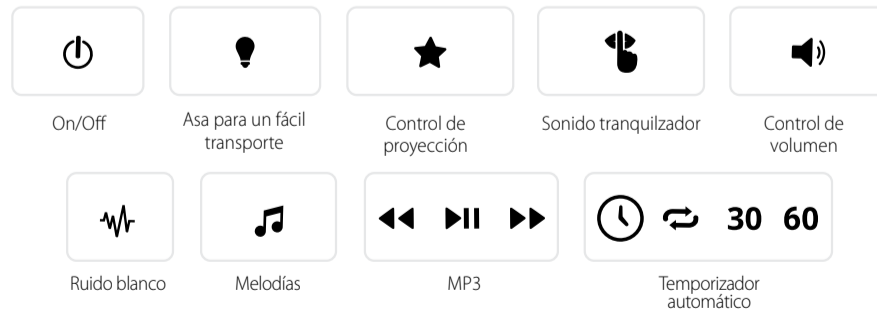 On/Off
Asa para un fácil
transporte
Control de
proyección
Sonido tranquilzador
Control de
volumen
30 60
Ruido blanco
Melodías
MP3
Temporizador
automático